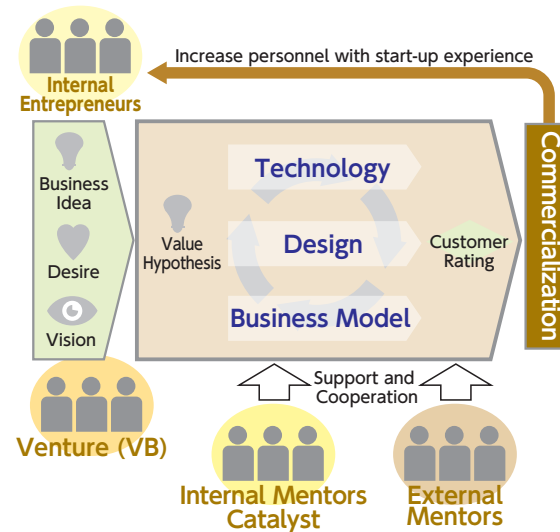 Increase personnel with start-up experience
Internal
Entrepreneurs
Business
Idea
Desire
Vision
Value
Hypothesis
Technology
Design
Business Model
Customer
Rating
Commercialization
Support and
Cooperation
Venture (VB)
Internal Mentors
Catalyst
External
Mentors